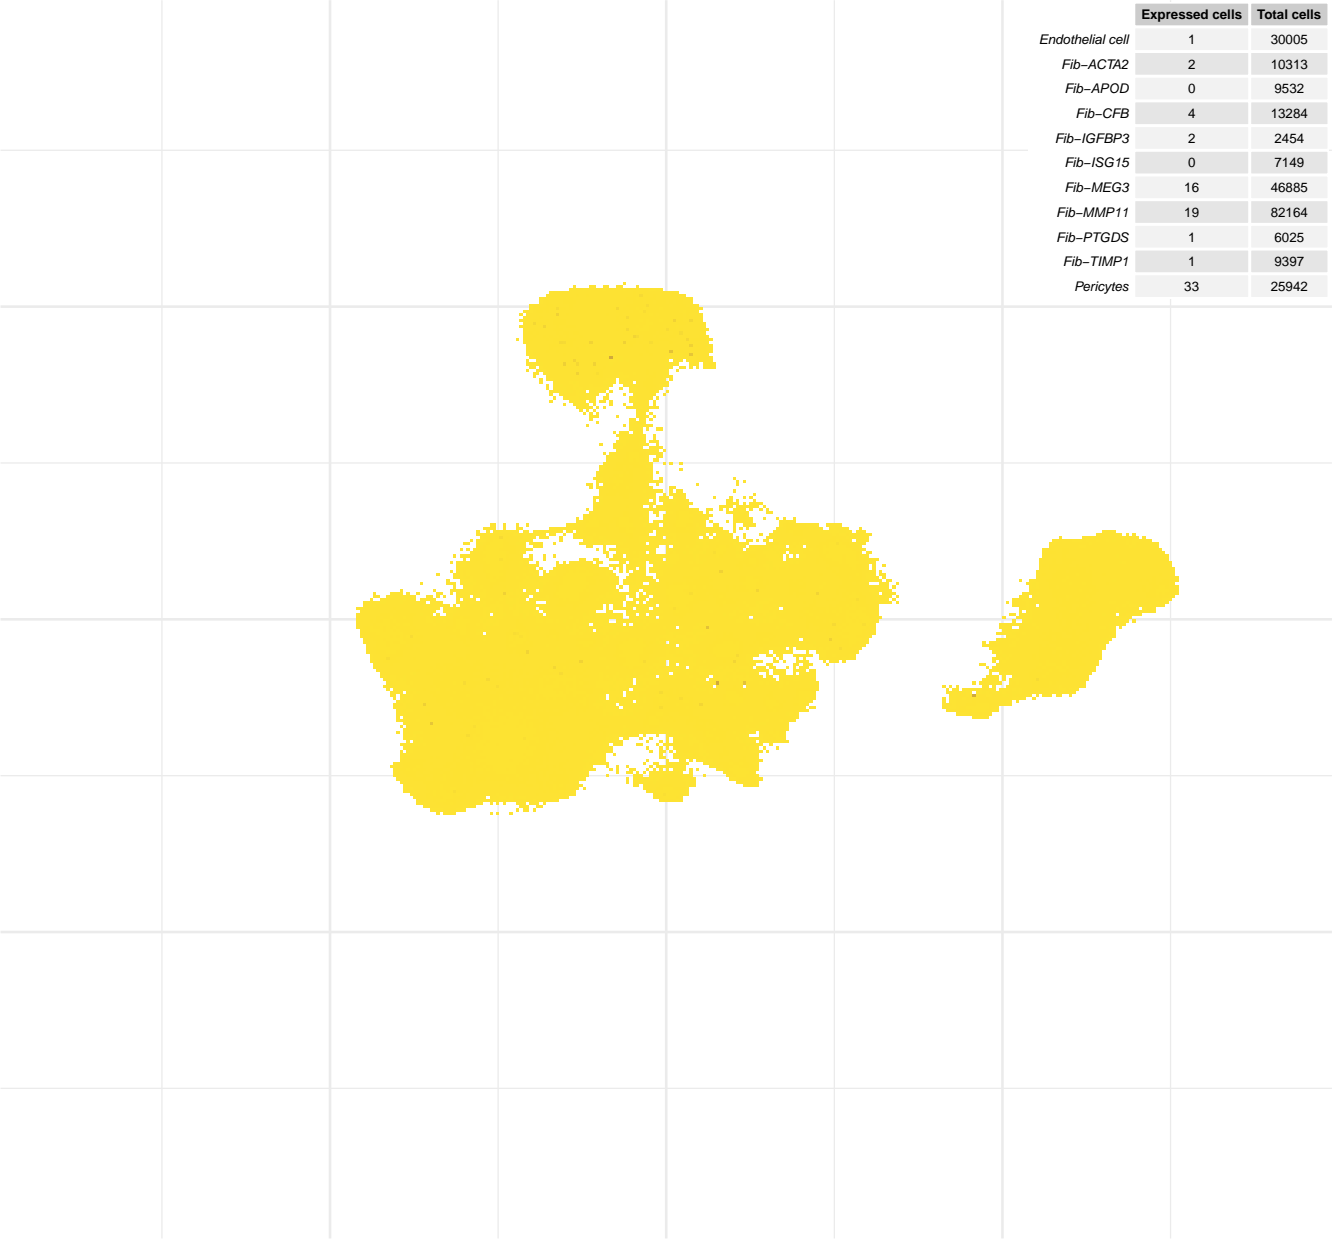 Expressed cells Total cells
Endothelial cell 1 30005
Fib−ACTA2 2 10313
Fib−APOD 0 9532
Fib−CFB 4 13284
Fib−IGFBP3 2 2454
Fib−ISG15 0 7149
Fib−MEG3 16 46885
Fib−MMP11 19 82164
Fib−PTGDS 1 6025
Fib−TIMP1 1 9397
Pericytes 33 25942